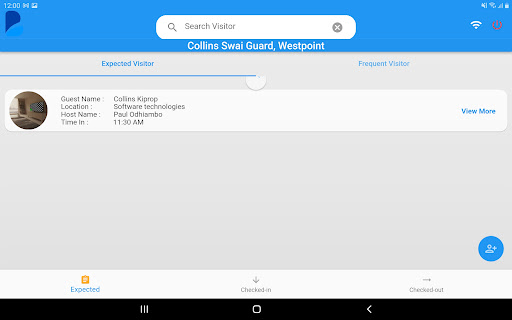 12:00
Search Visitor
Collins Swai Guard, Westpoint
Expected Visitor
Frequent Visitor
Guest Name : Collins Kiprop
Location : Software technologies
Host Name : Paul Odhiambo
Time In : 11:30 AM
View More
Expected
Checked-in
Checked-out